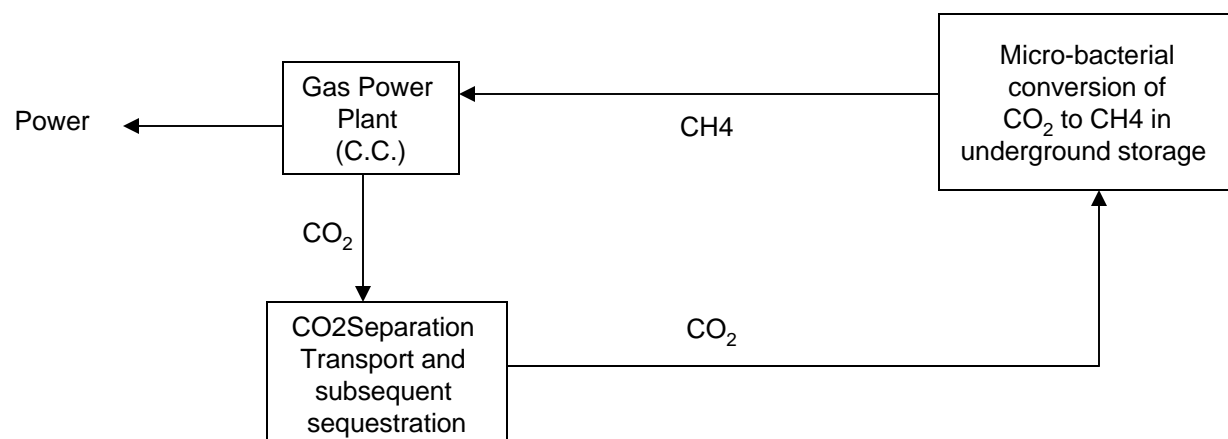 Power
Gas Power
Plant
(C.C.)
CH4
Micro-bacterial
conversion of
CO₂ to CH4 in
underground storage
CO₂
CO2Separation
Transport and
subsequent
sequestration
CO₂